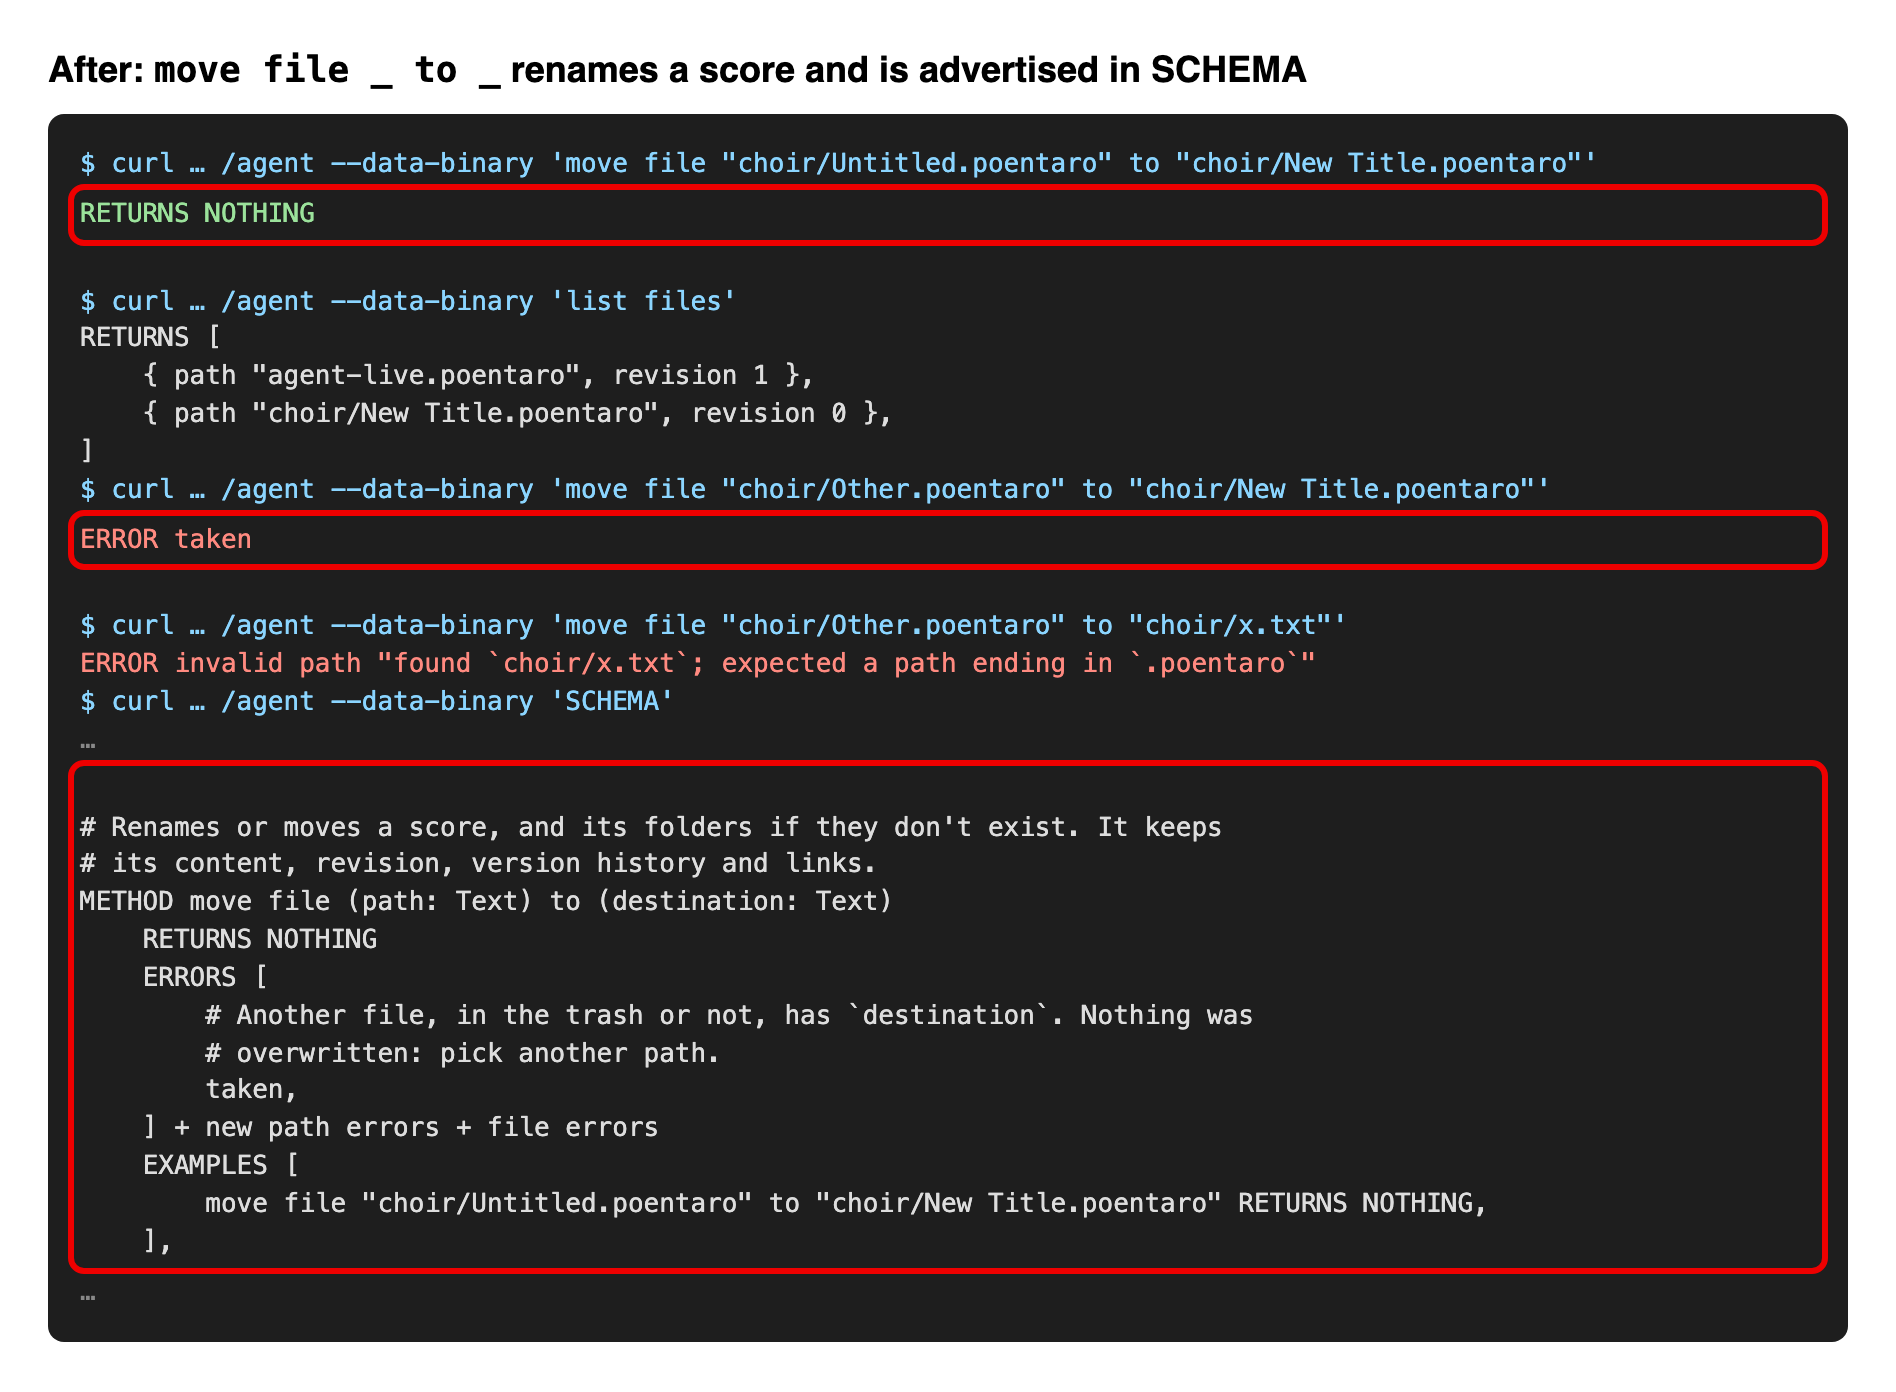 After: move file _ to _ renames a score and is advertised in SCHEMA
$ curl … /agent --data-binary 'move file "choir/Untitled.poentaro" to "choir/New Title.poentaro"'
RETURNS NOTHING
$ curl … /agent --data-binary 'list files'
RETURNS [
    { path "agent-live.poentaro", revision 1 },
    { path "choir/New Title.poentaro", revision 0 },
]
$ curl … /agent --data-binary 'move file "choir/Other.poentaro" to "choir/New Title.poentaro"'
ERROR taken
$ curl … /agent --data-binary 'move file "choir/Other.poentaro" to "choir/x.txt"'
ERROR invalid path "found `choir/x.txt`; expected a path ending in `.poentaro`"
$ curl … /agent --data-binary 'SCHEMA'
…
# Renames or moves a score, and its folders if they don't exist. It keeps
# its content, revision, version history and links.
METHOD move file (path: Text) to (destination: Text)
    RETURNS NOTHING
    ERRORS [
        # Another file, in the trash or not, has `destination`. Nothing was
        # overwritten: pick another path.
        taken,
    ] + new path errors + file errors
    EXAMPLES [
        move file "choir/Untitled.poentaro" to "choir/New Title.poentaro" RETURNS NOTHING,
    ],
…